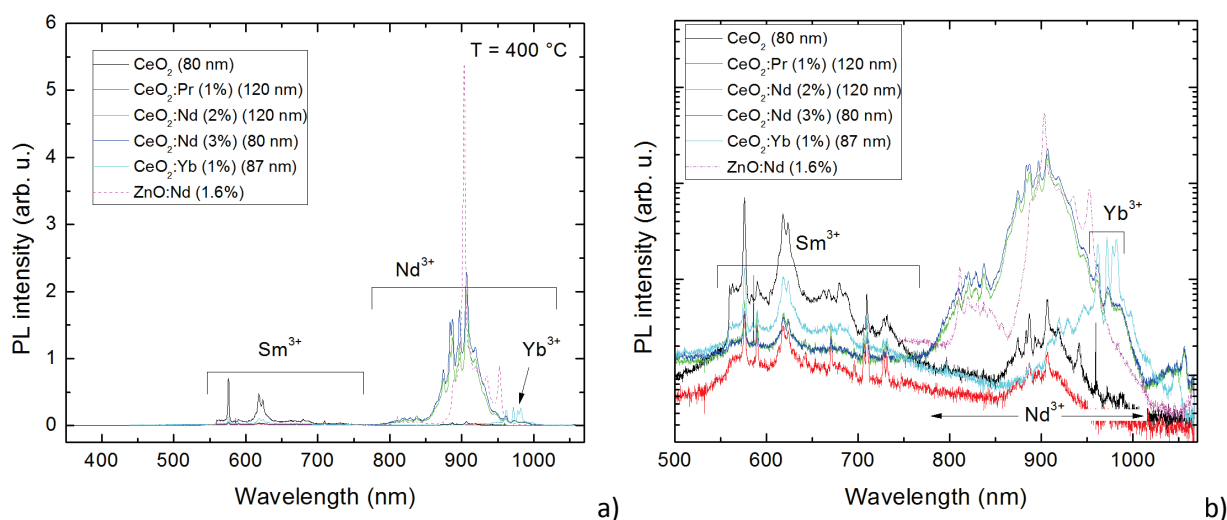 6
5
4
3
2
1
0
PL intensity (arb. u.)
CeO₂ (80 nm)
CeO₂:Pr (1%) (120 nm)
CeO₂:Nd (2%) (120 nm)
CeO₂:Nd (3%) (80 nm)
CeO₂:Yb (1%) (87 nm)
ZnO:Nd (1.6%)
T = 400 °C
Nd³⁺
Sm³⁺
Yb³⁺
400 500 600 700 800 900 1000
Wavelength (nm)
a)
PL intensity (arb. u.)
CeO₂ (80 nm)
CeO₂:Pr (1%) (120 nm)
CeO₂:Nd (2%) (120 nm)
CeO₂:Nd (3%) (80 nm)
CeO₂:Yb (1%) (87 nm)
ZnO:Nd (1.6%)
Sm³⁺
Yb³⁺
Nd³⁺
500 600 700 800 900 1000
Wavelength (nm)
b)